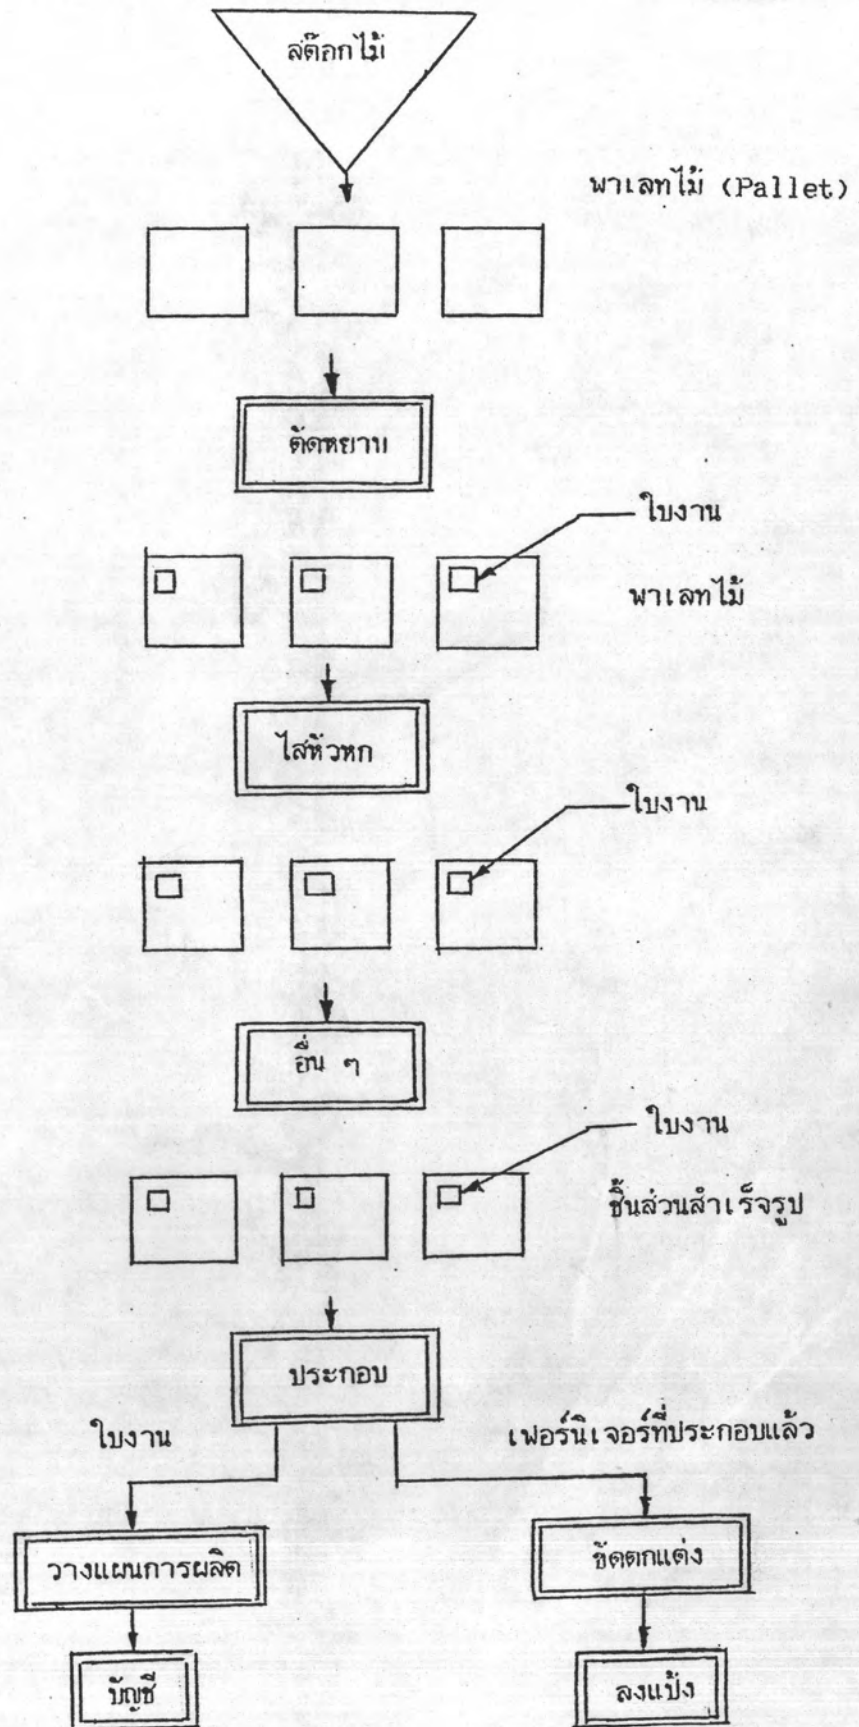 สต๊อกไม้
พาเลทไม้ (Pallet)
ตัดหยาบ
ใบงาน
พาเลทไม้
ไสหัวหก
ใบงาน
อื่น ๆ
ใบงาน
ชิ้นส่วนสำเร็จรูป
ประกอบ
ใบงาน
เฟอร์นิเจอร์ที่ประกอบแล้ว
วางแผนการผลิต
ขัดตกแต่ง
บัญชี
ลงแป้ง